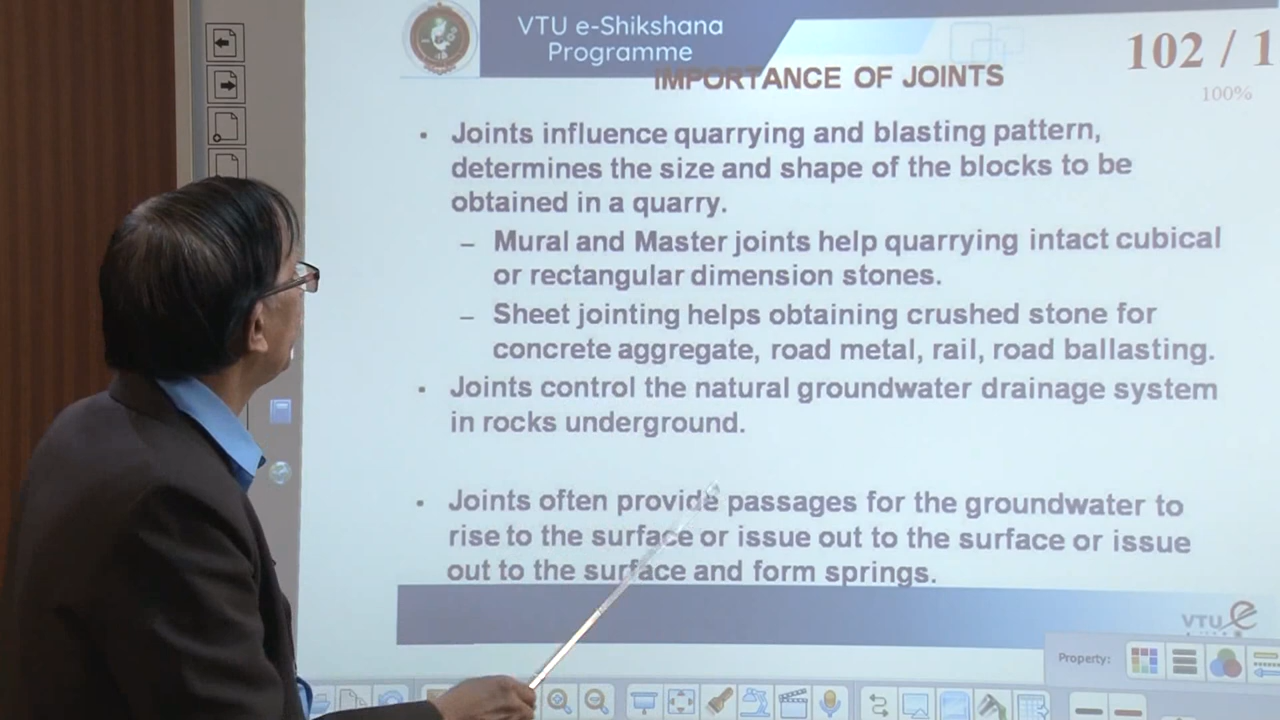 VTU e-Shikshana
Programme
102 / 1
100%
IMPORTANCE OF JOINTS
▪ Joints influence quarrying and blasting pattern,
determines the size and shape of the blocks to be
obtained in a quarry.
– Mural and Master joints help quarrying intact cubical
or rectangular dimension stones.
– Sheet jointing helps obtaining crushed stone for
concrete aggregate, road metal, rail, road ballasting.
▪ Joints control the natural groundwater drainage system
in rocks underground.
▪ Joints often provide passages for the groundwater to
rise to the surface or issue out to the surface or issue
out to the surface and form springs.
VTU e
Property: